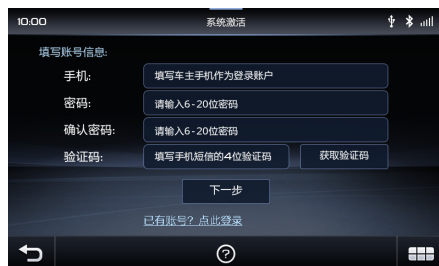 10:00 系统激活
填写账号信息:
手机: 填写车主手机作为登录账户
密码: 请输入6-20位密码
确认密码: 请输入6-20位密码
验证码: 填写手机短信的4位验证码 获取验证码
下一步
已有账号? 点此登录
?